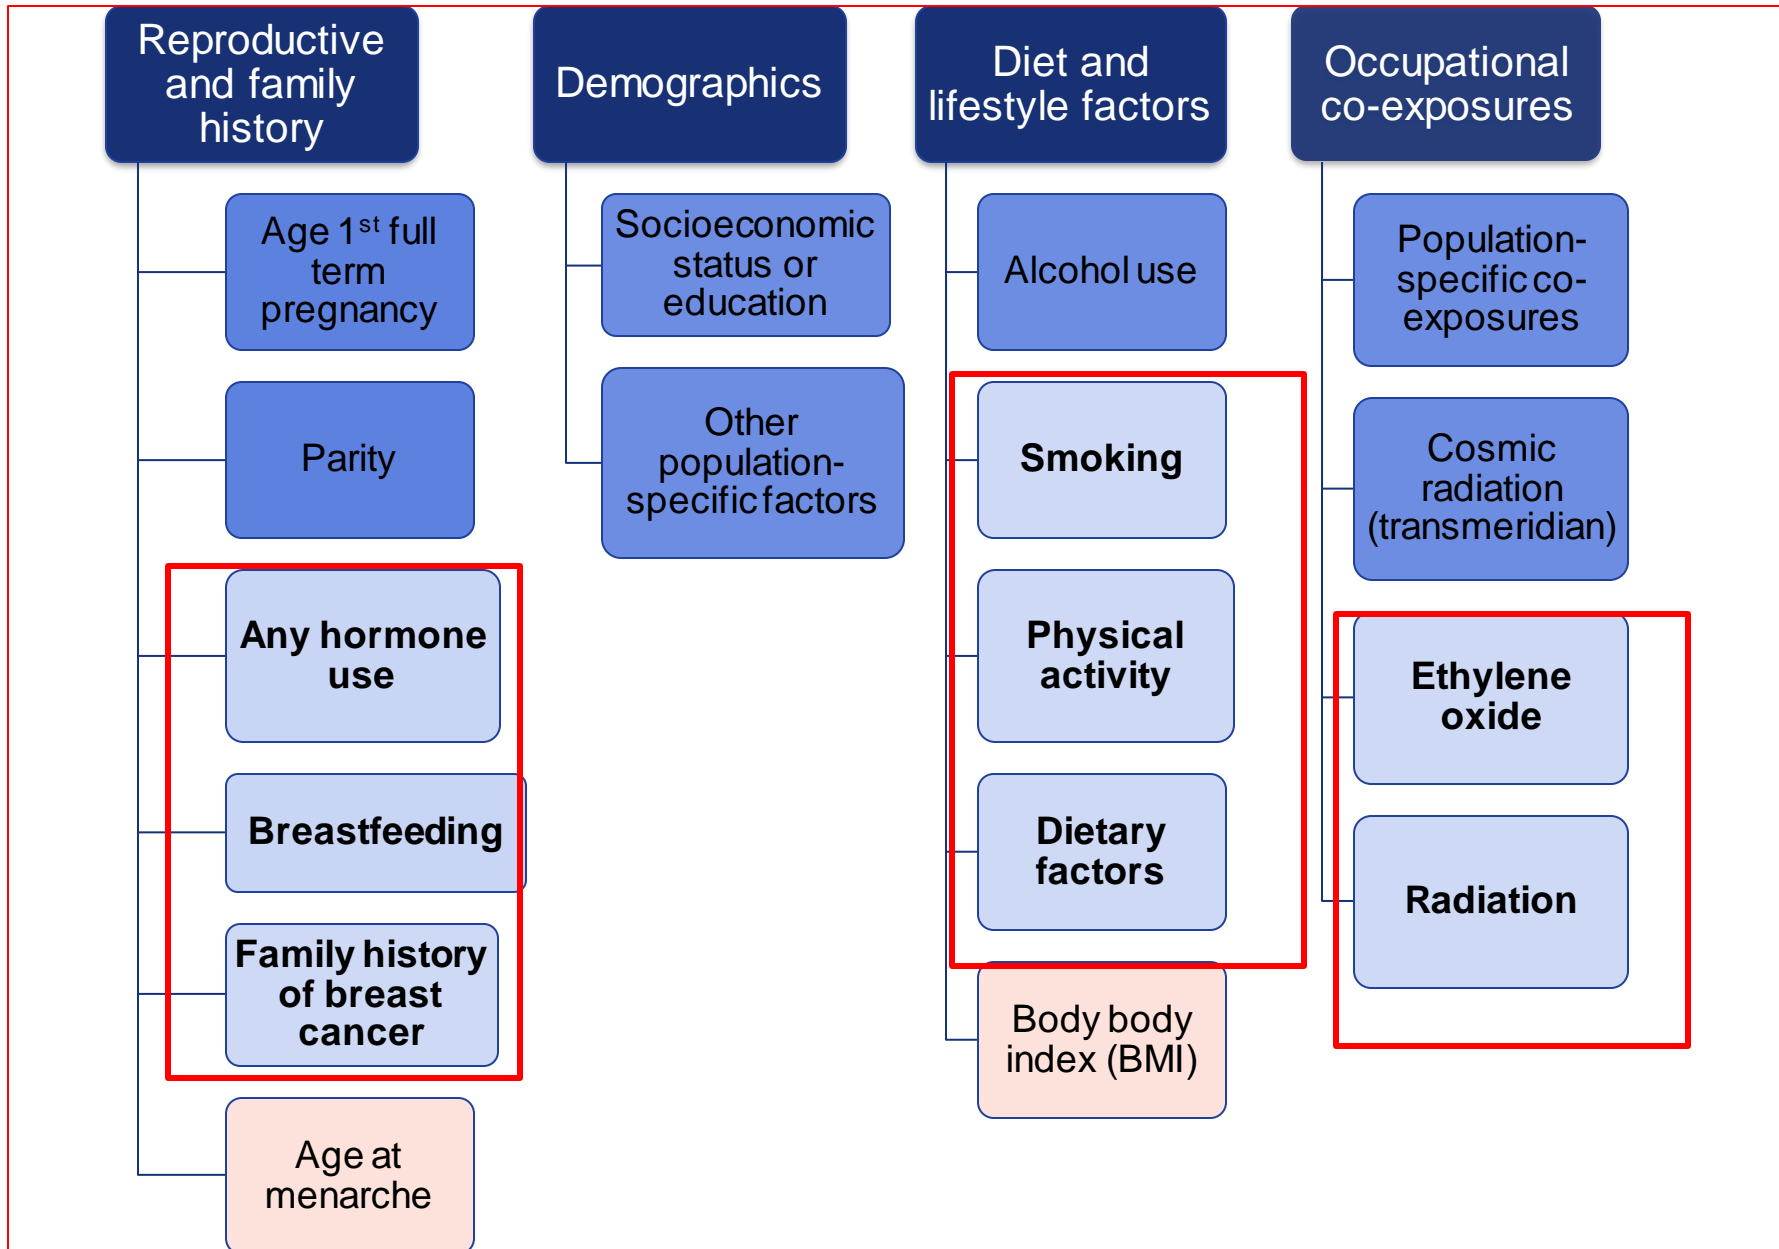 Reproductive
and family
history
Age 1st full
term
pregnancy
Parity
Any hormone
use
Breastfeeding
Family history
of breast
cancer
Age at
menarche
Demographics
Socioeconomic
status or
education
Other
population-
specific factors
Diet and
lifestyle factors
Alcohol use
Smoking
Physical
activity
Dietary
factors
Body body
index (BMI)
Occupational
co-exposures
Population-
specific co-
exposures
Cosmic
radiation
(transmeridian)
Ethylene
oxide
Radiation